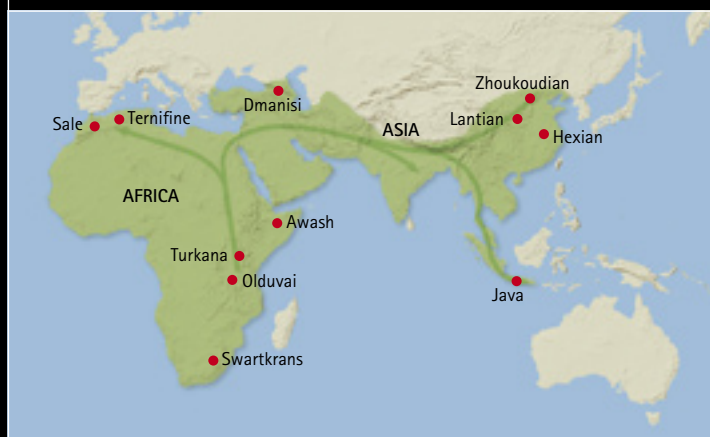 Zhoukoudian
Dmanisi
Lantian
Sale
Ternifine
ASIA
Hexian
AFRICA
Awash
Turkana
Olduvai
Java
Swartkrans